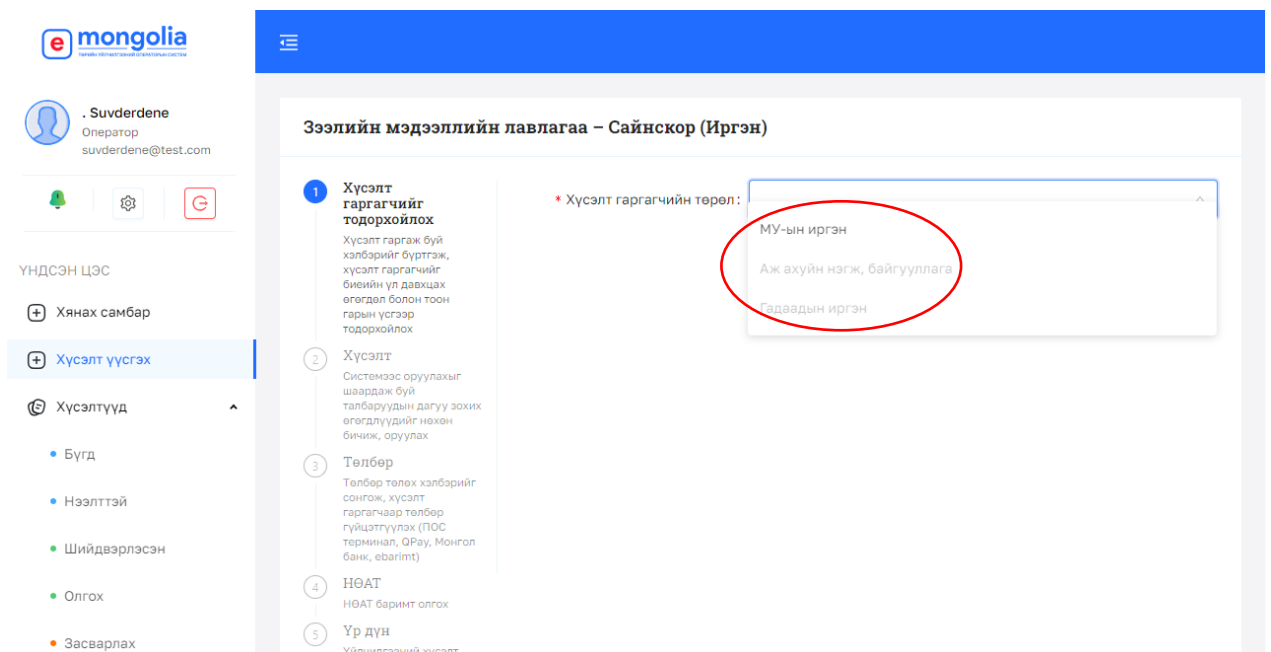 e mongolia
. Suvderdene
Оператор
suvderdene@test.com
ҮНДСЭН ЦЭС
Хянах самбар
Хүсэлт үүсгэх
Хүсэлтүүд
Бүгд
Нээлттэй
Шийдвэрлэсэн
Олгох
Засварлах
Зээлийн мэдээллийн лавлагаа – Сайнскор (Иргэн)
1 Хүсэлт
гаргагчийг
тодорхойлох
Хүсэлт гаргаж буй
хэлбэрийг бүртгэж,
хүсэлт гаргагчийг
биеийн үл давхцах
өгөгдөл болон тоон
гарын үсгээр
тодорхойлох
2 Хүсэлт
Системээс оруулахыг
шаардаж буй
талбаруудын дагуу зохих
өгөгдлүүдийг нөхөн
бичиж, оруулах
3 Төлбөр
Төлбөр төлөх хэлбэрийг
сонгож, хүсэлт
гаргагчаар төлбөр
гүйцэтгүүлэх (ПОС
терминал, QPay, Монгол
банк, ebarimt)
4 НӨАТ
НӨАТ баримт олгох
5 Үр дүн
Үйлчилгээний хүсэлт
* Хүсэлт гаргагчийн төрөл :
МУ-ын иргэн
Аж ахуйн нэгж, байгууллага
Гадаадын иргэн